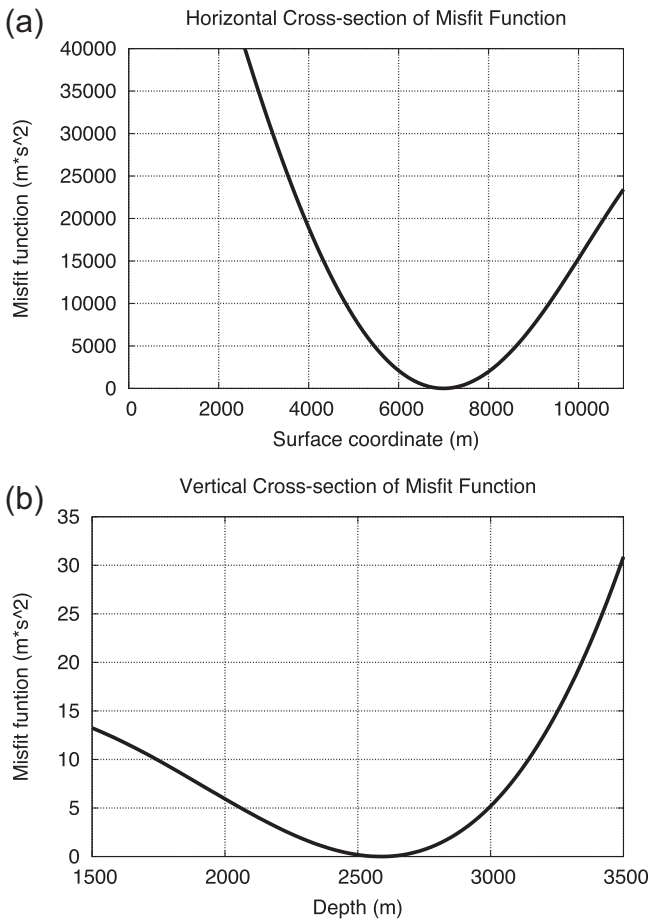 (a)
Horizontal Cross-section of Misfit Function
40000
35000
30000
25000
20000
15000
10000
5000
0
Misfit function (m*s^2)
0 2000 4000 6000 8000 10000
Surface coordinate (m)
(b)
Vertical Cross-section of Misfit Function
35
30
25
20
15
10
5
0
Misfit funtion (m*s^2)
1500 2000 2500 3000 3500
Depth (m)